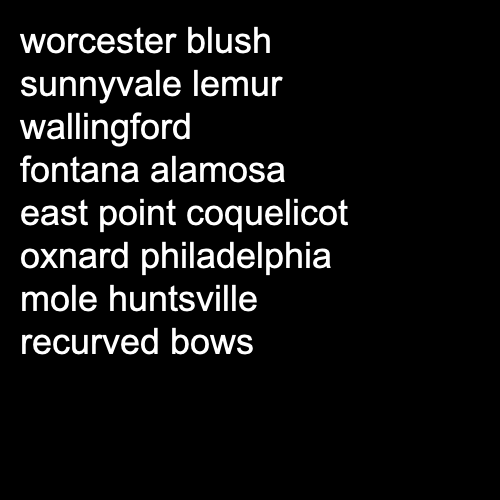 worcester blush
sunnyvale lemur
wallingford
fontana alamosa
east point coquelicot
oxnard philadelphia
mole huntsville
recurved bows